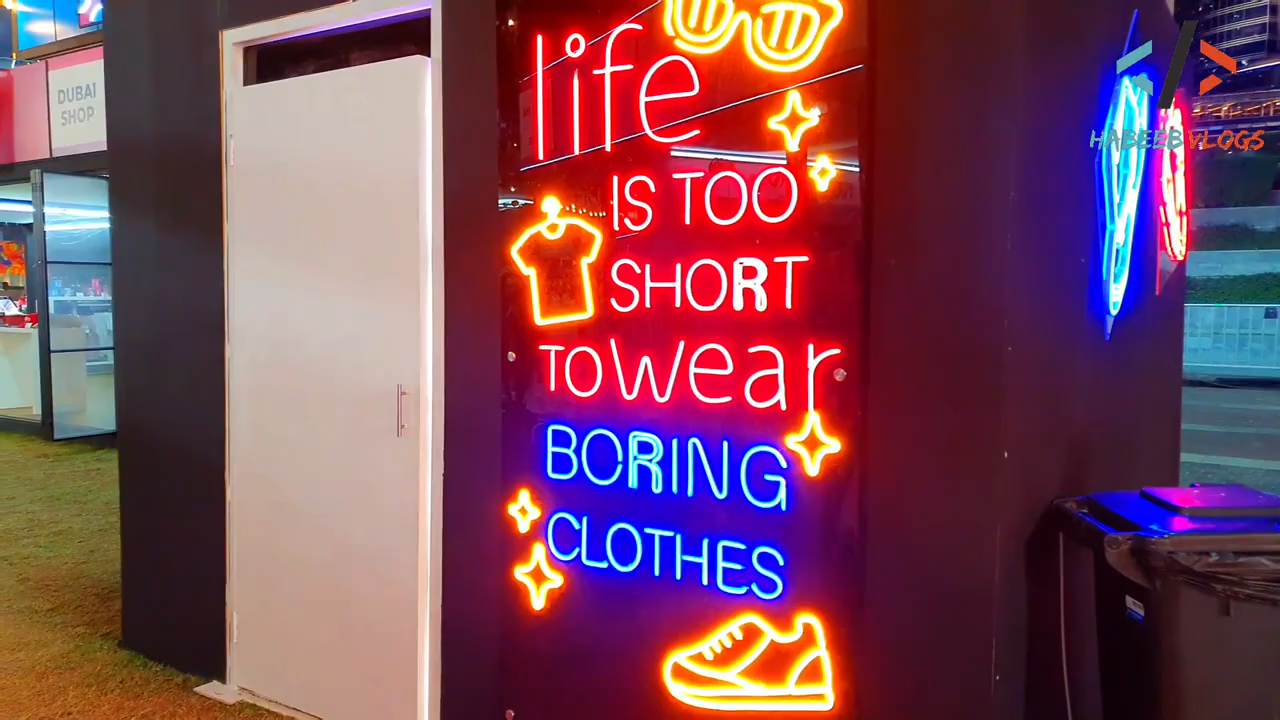 DUBAI
SHOP
life
IS TOO
SHORT
TO wear
BORING
CLOTHES
HABEEB VLOGS